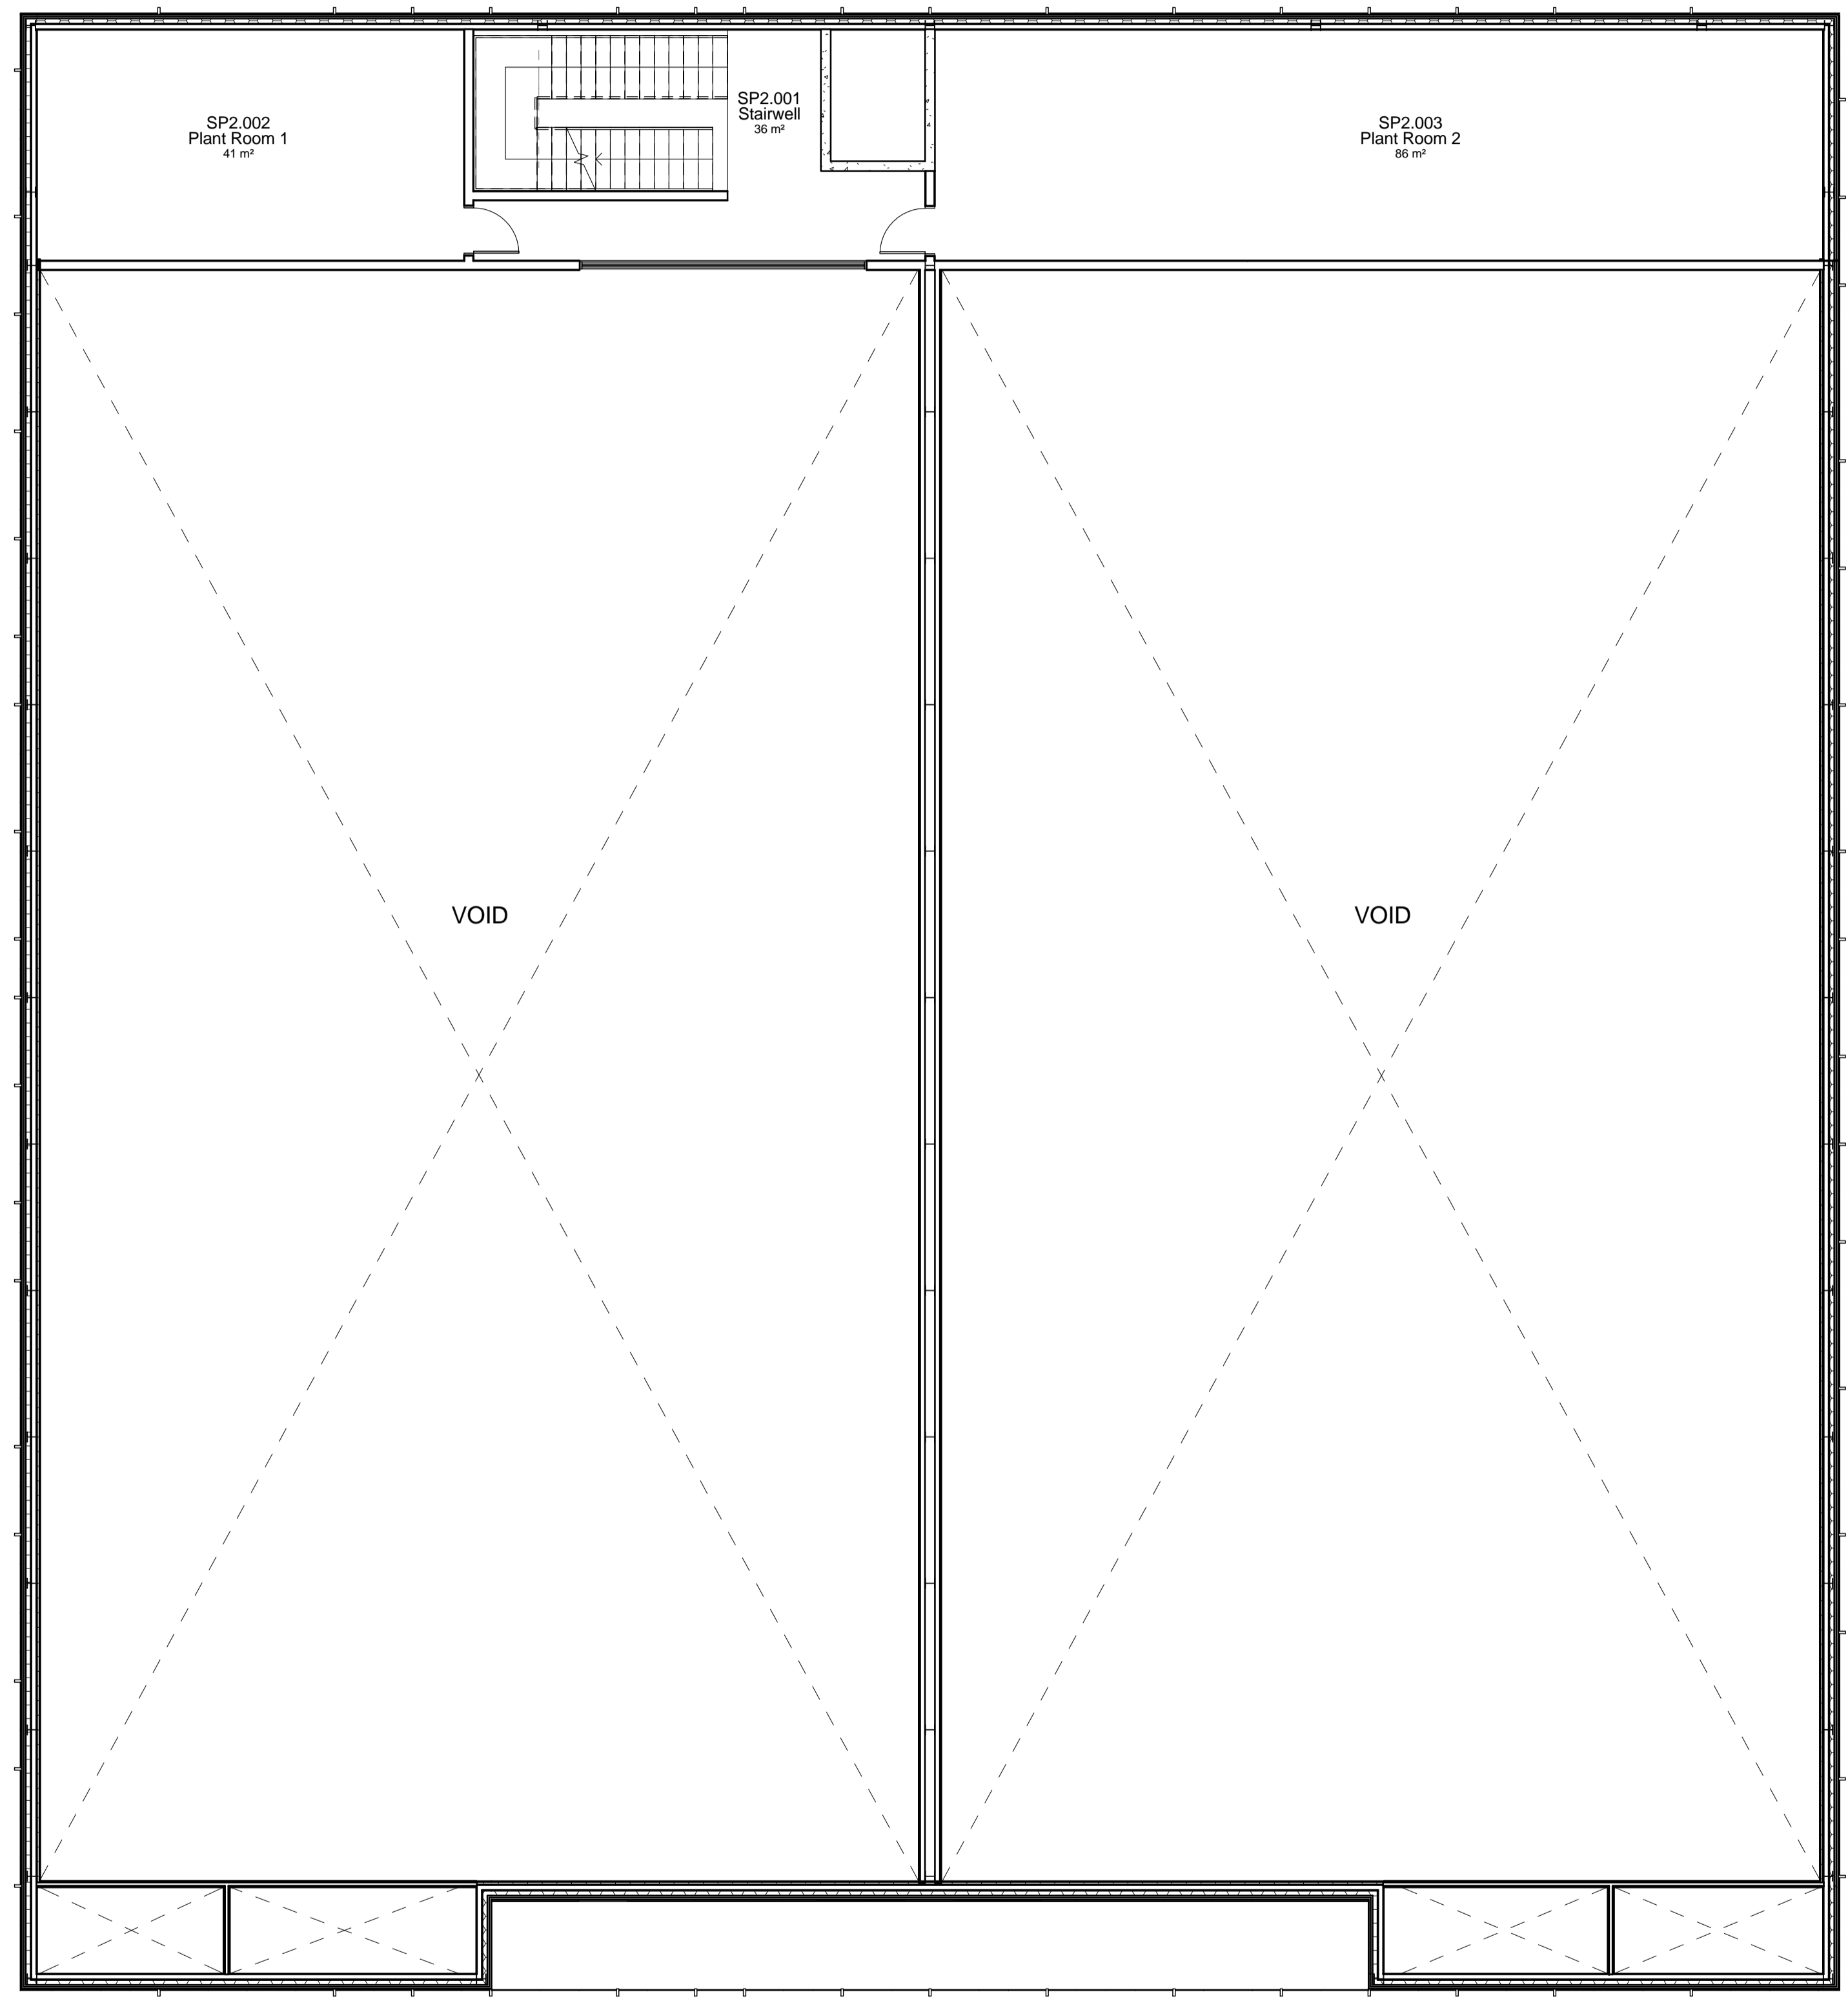 SP2.002
Plant Room 1
41 m²
SP2.001
Stairwell
36 m²
SP2.003
Plant Room 2
86 m²
VOID
VOID